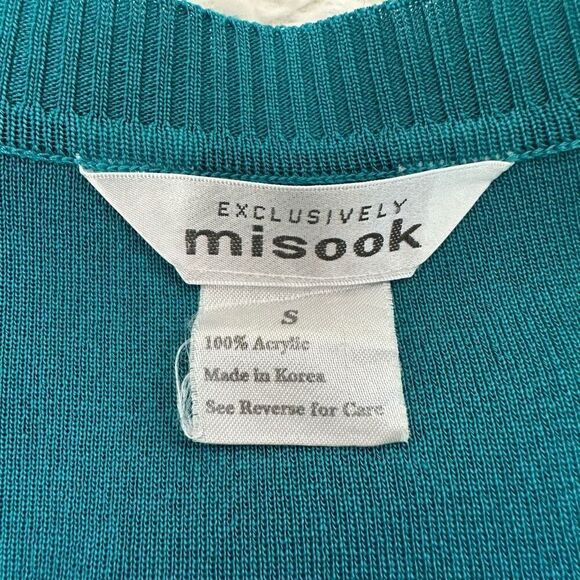 EXCLUSIVELY
misook
S
100% Acrylic
Made in Korea
See Reverse for Care